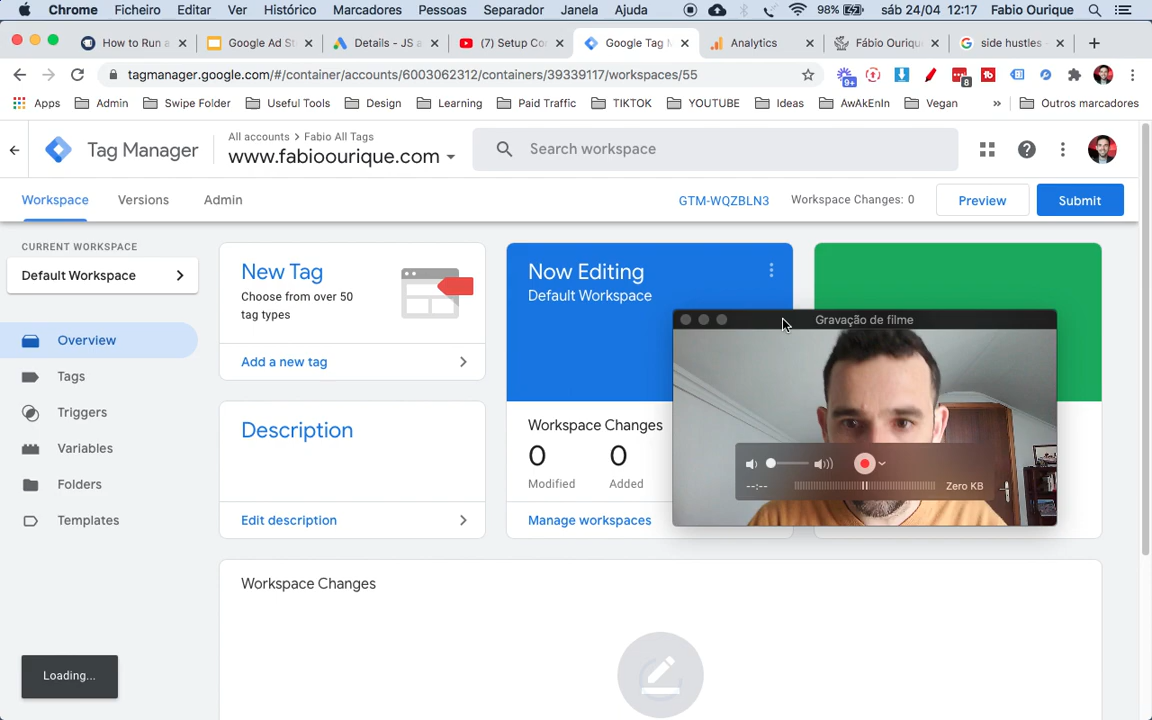 Chrome Ficheiro Editar Ver Histórico Marcadores Pessoas Separador Janela Ajuda 98% sáb 24/04 12:17 Fabio Ourique
How to Run a Google Ad St Details - JS a (7) Setup Co Google Tag M Analytics Fábio Ourique side hustles -
tagmanager.google.com/#/container/accounts/6003062312/containers/39339117/workspaces/55
9+
8
Apps Admin Swipe Folder Useful Tools Design Learning Paid Traffic TIKTOK YOUTUBE Ideas AwAkEnIn Vegan » Outros marcadores
Tag Manager
All accounts > Fabio All Tags
www.fabioourique.com
Search workspace
Workspace Versions Admin GTM-WQZBLN3 Workspace Changes: 0 Preview Submit
CURRENT WORKSPACE
Default Workspace
Overview
Tags
Triggers
Variables
Folders
Templates
New Tag
Choose from over 50
tag types
Add a new tag
Description
Edit description
Now Editing
Default Workspace
Workspace Changes
0 0
Modified Added
Manage workspaces
Gravação de filme
--:-- Zero KB
Workspace Changes
Loading...